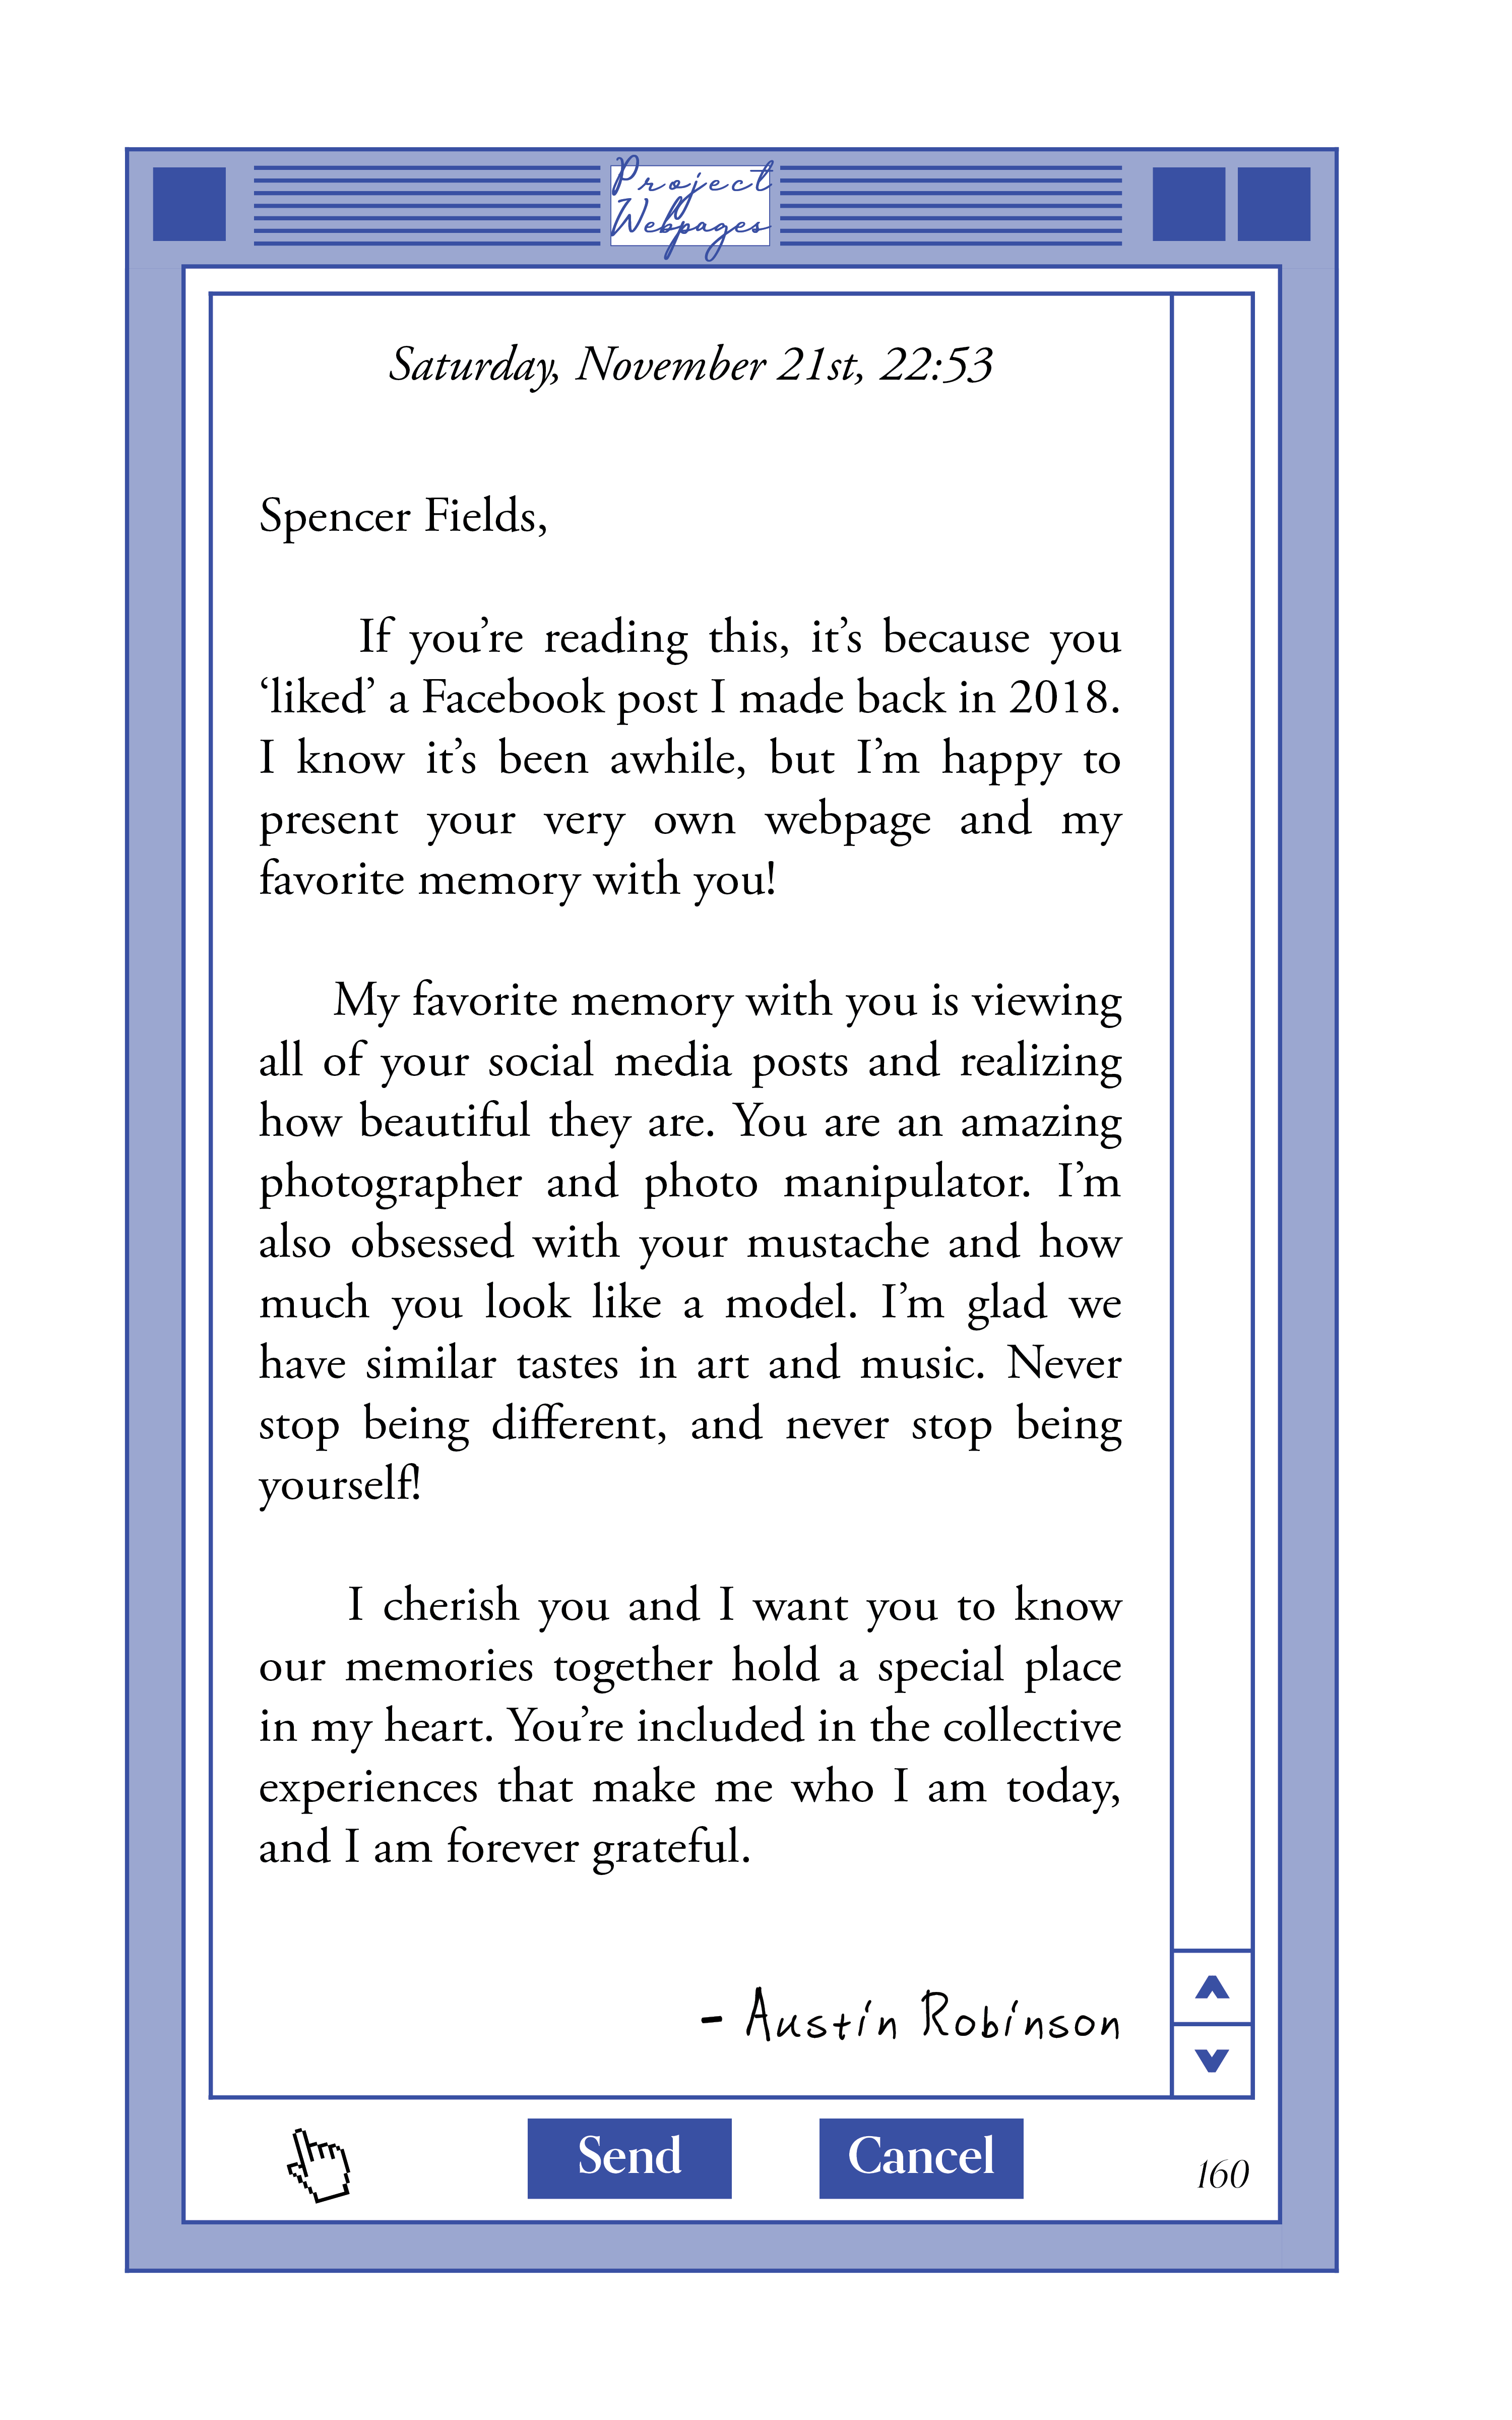 Project
Webpages
Saturday, November 21st, 22:53
Spencer Fields,
If you’re reading this, it’s because you
‘liked’ a Facebook post I made back in 2018.
I know it’s been awhile, but I’m happy to
present your very own webpage and my
favorite memory with you!
My favorite memory with you is viewing
all of your social media posts and realizing
how beautiful they are. You are an amazing
photographer and photo manipulator. I’m
also obsessed with your mustache and how
much you look like a model. I’m glad we
have similar tastes in art and music. Never
stop being different, and never stop being
yourself!
I cherish you and I want you to know
our memories together hold a special place
in my heart. You’re included in the collective
experiences that make me who I am today,
and I am forever grateful.
- Austin Robinson
Send Cancel
160